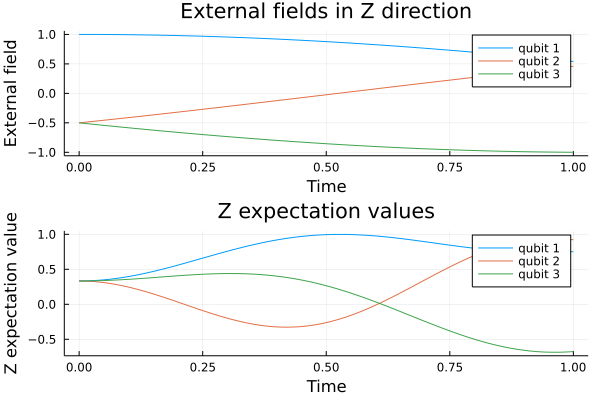 External fields in Z direction
External field
1.0
0.5
0.0
−0.5
−1.0
qubit 1
qubit 2
qubit 3
0.00 0.25 0.50 0.75 1.00
Time
Z expectation values
Z expectation value
1.0
0.5
0.0
−0.5
qubit 1
qubit 2
qubit 3
0.00 0.25 0.50 0.75 1.00
Time